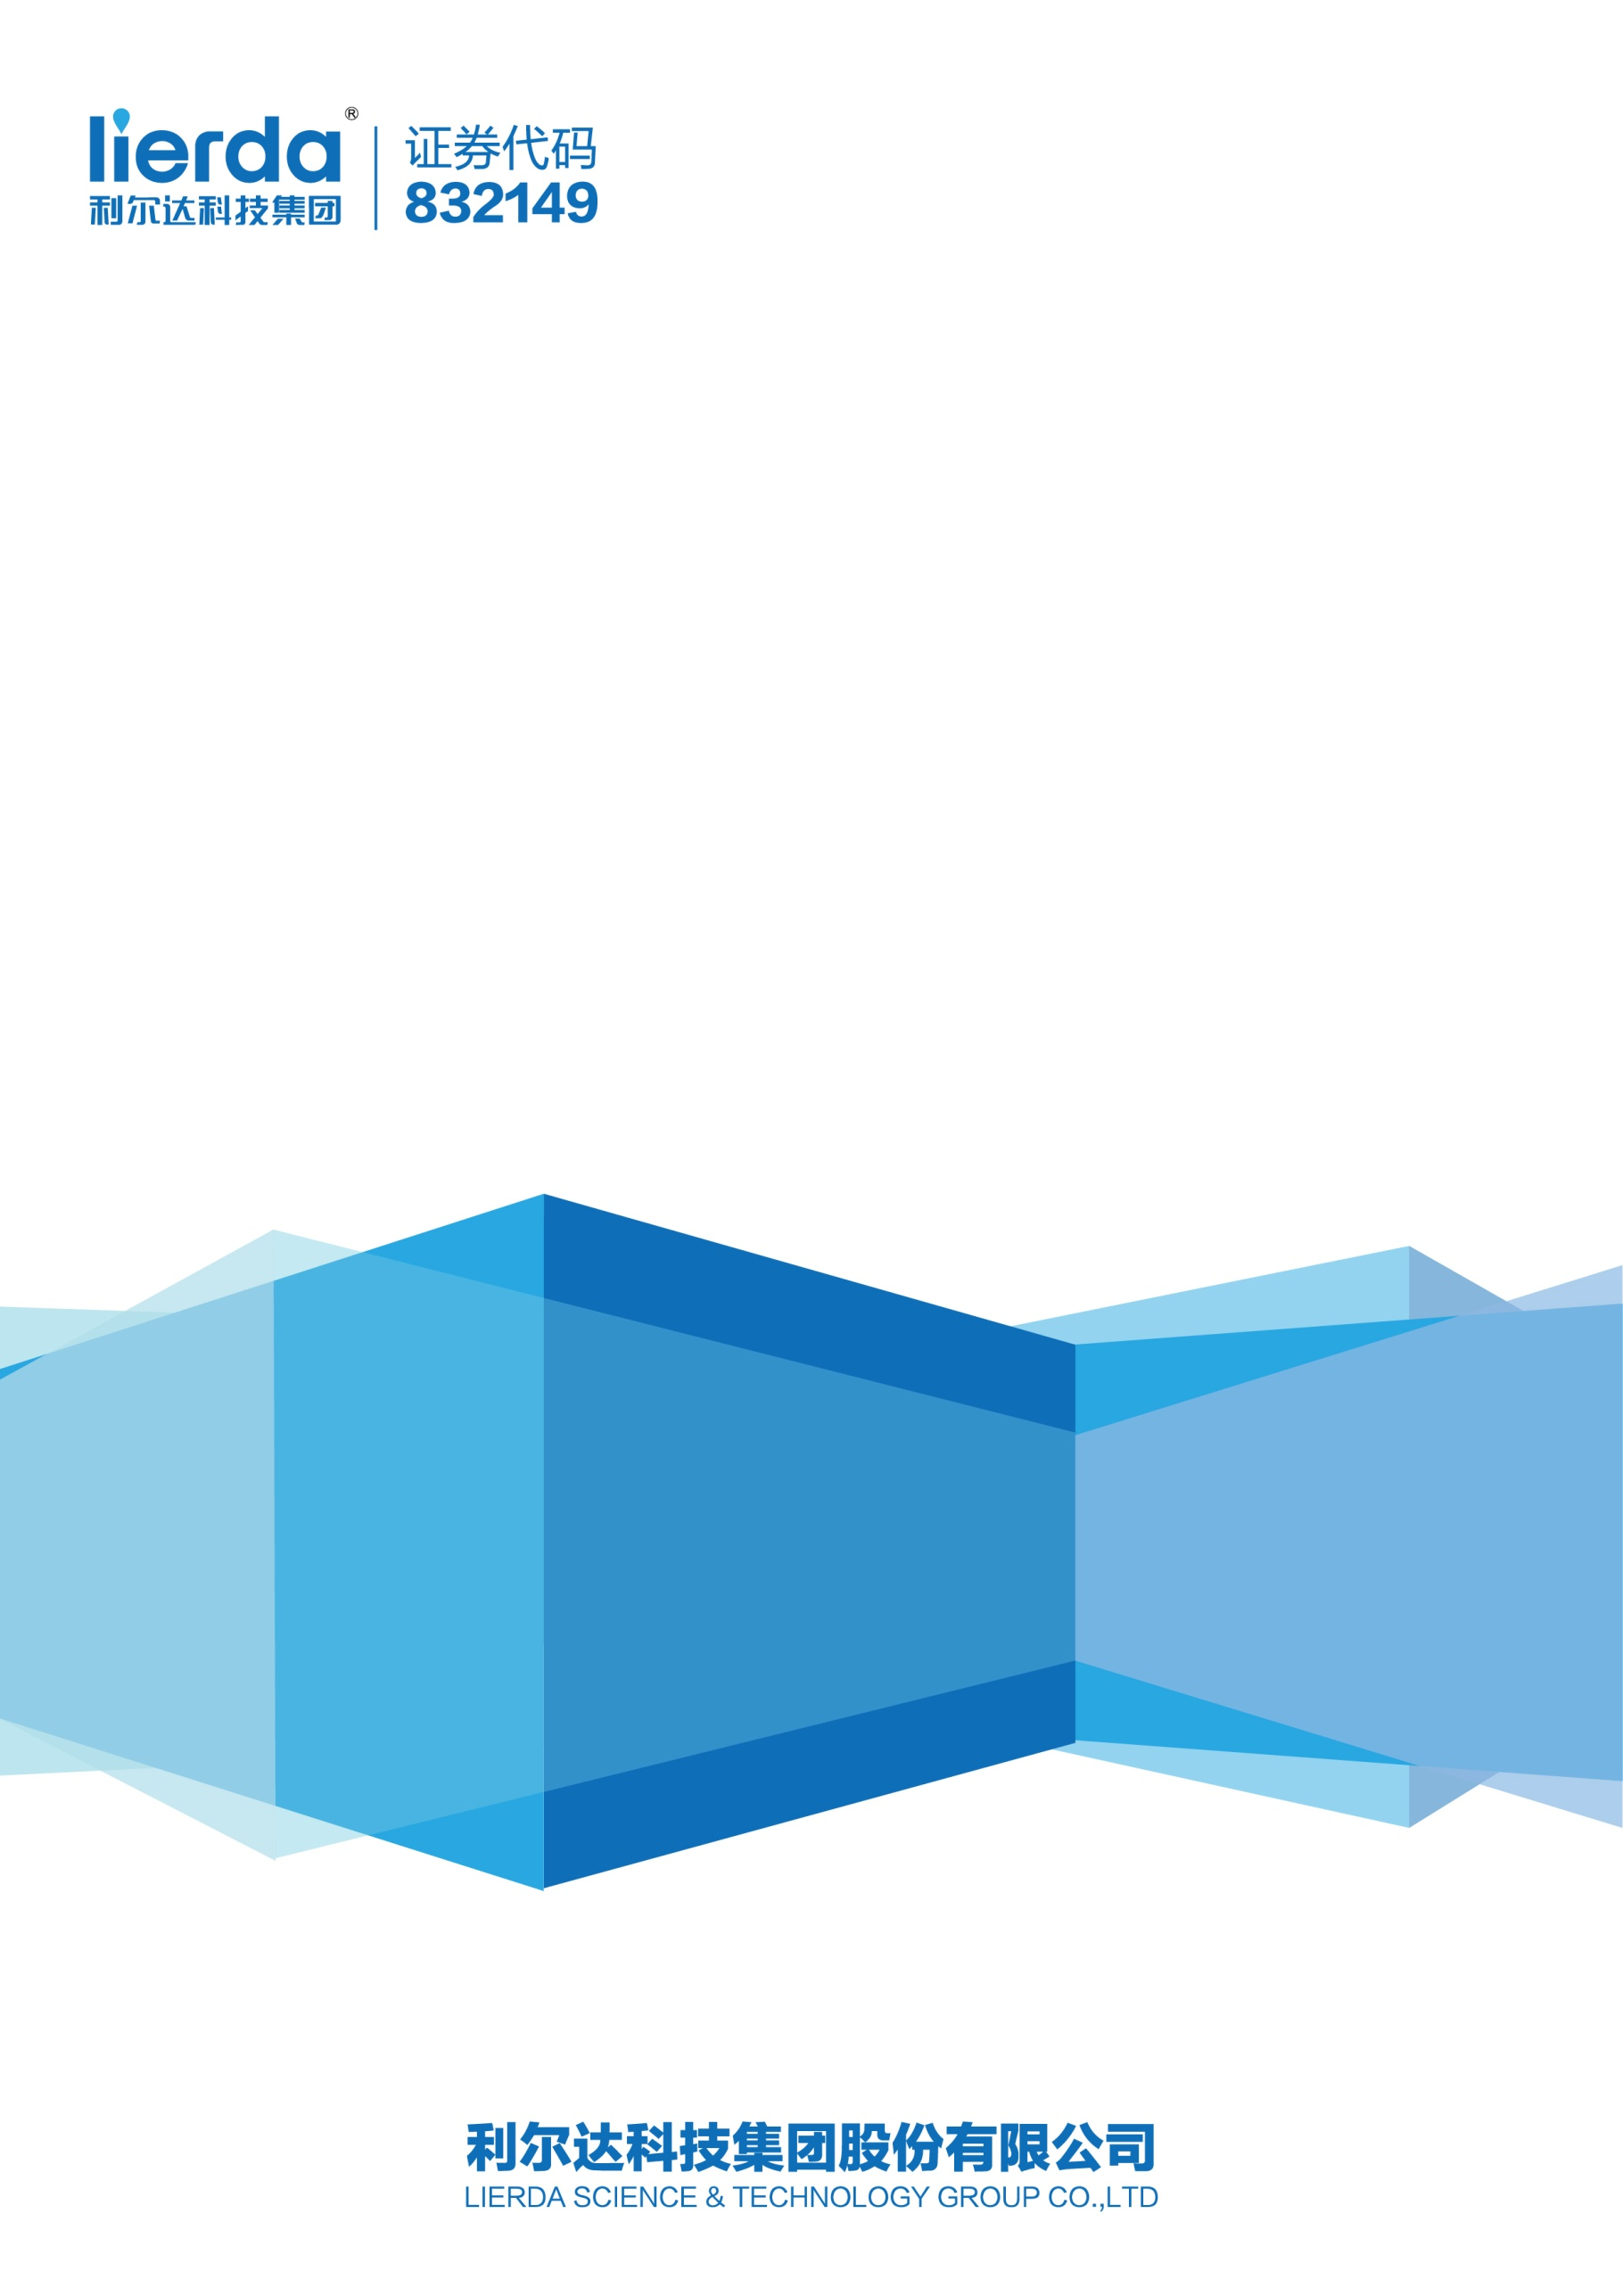 lierda®
利尔达科技集团
证券代码
832149
利尔达科技集团股份有限公司
LIERDA SCIENCE & TECHNOLOGY GROUP CO.,LTD